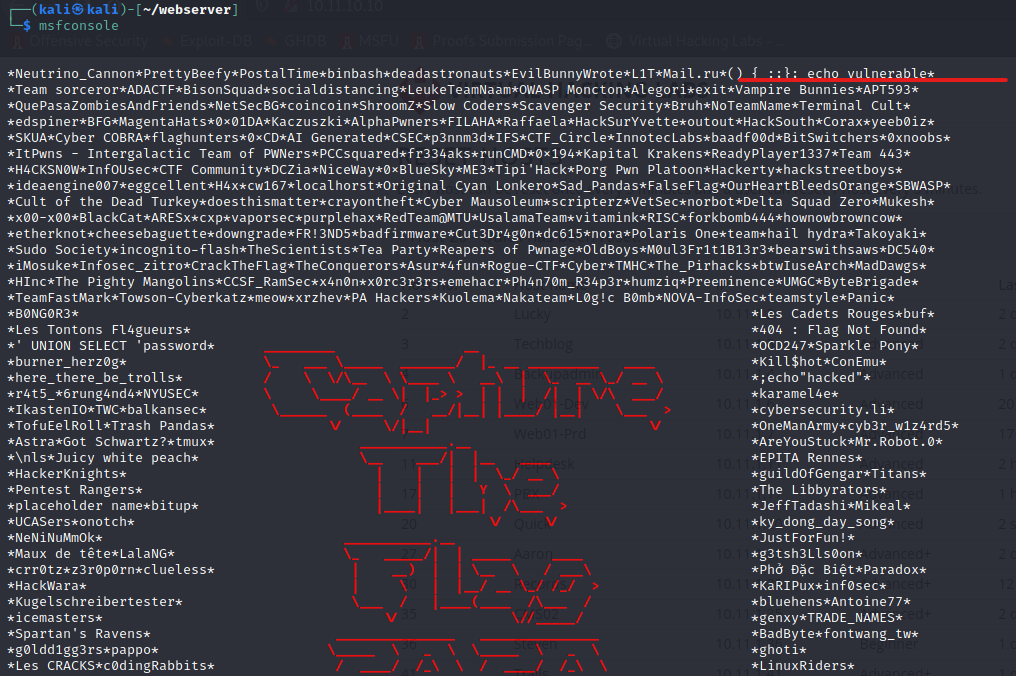 ┌──(kali㉿kali)-[~/webserver]
└─$ msfconsole
*Neutrino_Cannon*PrettyBeefy*PostalTime*binbash*deadastronauts*EvilBunnyWrote*L1T*Mail.ru*() { :;}; echo vulnerable*
*Team sorceror*ADACTF*BisonSquad*socialdistancing*LeukeTeamNaam*OWASP Moncton*Alegori*exit*Vampire Bunnies*APT593*
*QuePasaZombiesAndFriends*NetSecBG*coincoin*ShroomZ*Slow Coders*Scavenger Security*Bruh*NoTeamName*Terminal Cult*
*edspiner*BFG*MagentaHats*0×01DA*Kaczuszki*AlphaPwners*FILAHA*Raffaela*HackSurYvette*outout*HackSouth*Corax*yeeb0iz*
*SKUA*Cyber COBRA*flaghunters*0×CD*AI Generated*CSEC*p3nnm3d*IFS*CTF_Circle*InnotecLabs*baadf00d*BitSwitchers*0xnoobs*
*ItPwns - Intergalactic Team of PWNers*PCCsquared*fr334aks*runCMD*0×194*Kapital Krakens*ReadyPlayer1337*Team 443*
*H4CKSN0W*InfOUsec*CTF Community*DCZia*NiceWay*0×BlueSky*ME3*Tipi'Hack*Porg Pwn Platoon*Hackerty*hackstreetboys*
*ideaengine007*eggcellent*H4x*cw167*localhorst*Original Cyan Lonkero*Sad_Pandas*FalseFlag*OurHeartBleedsOrange*SBWASP*
*Cult of the Dead Turkey*doesthismatter*crayontheft*Cyber Mausoleum*scripterz*VetSec*norbot*Delta Squad Zero*Mukesh*
*x00-x00*BlackCat*ARESx*cxp*vaporsec*purplehax*RedTeam@MTU*UsalamaTeam*vitamink*RISC*forkbomb444*hownowbrowncow*
*etherknot*cheesebaguette*downgrade*FR!3ND5*badfirmware*Cut3Dr4g0n*dc615*nora*Polaris One*team*hail hydra*Takoyaki*
*Sudo Society*incognito-flash*TheScientists*Tea Party*Reapers of Pwnage*OldBoys*M0ul3Fr1t1B13r3*bearswithsaws*DC540*
*iMosuke*Infosec_zitro*CrackTheFlag*TheConquerors*Asur*4fun*Rogue-CTF*Cyber*TMHC*The_Pirhacks*btwIuseArch*MadDawgs*
*HInc*The Pighty Mangolins*CCSF_RamSec*x4n0n*x0rc3r3rs*emehacr*Ph4n70m_R34p3r*humziq*Preeminence*UMGC*ByteBrigade*
*TeamFastMark*Towson-Cyberkatz*meow*xrzhev*PA Hackers*Kuolema*Nakateam*L0g!c B0mb*NOVA-InfoSec*teamstyle*Panic*
*B0NG0R3* *Les Cadets Rouges*buf*
*Les Tontons Fl4gueurs* *404 : Flag Not Found*
*' UNION SELECT 'password* *OCD247*Sparkle Pony*
*burner_herz0g* *Kill$hot*ConEmu*
*here_there_be_trolls* *;echo"hacked"*
*r4t5_*6rung4nd4*NYUSEC* *karamel4e*
*IkastenIO*TWC*balkansec* *cybersecurity.li*
*TofuEelRoll*Trash Pandas* *OneManArmy*cyb3r_w1z4rd5*
*Astra*Got Schwartz?*tmux* *AreYouStuck*Mr.Robot.0*
*\nls*Juicy white peach* *EPITA Rennes*
*HackerKnights* *guildOfGengar*Titans*
*Pentest Rangers* *The Libbyrators*
*placeholder name*bitup* *JeffTadashi*Mikeal*
*UCASers*onotch* *ky_dong_day_song*
*NeNiNuMmOk* *JustForFun!*
*Maux de tête*LalaNG* *g3tsh3Lls0on*
*crr0tz*z3r0p0rn*clueless* *Phở Đặc Biệt*Paradox*
*HackWara* *KaRIPux*inf0sec*
*Kugelschreibertester* *bluehens*Antoine77*
*icemasters* *genxy*TRADE_NAMES*
*Spartan's Ravens* *BadByte*fontwang_tw*
*g0ldd1gg3rs*pappo* *ghoti*
*Les CRACKS*c0dingRabbits* *LinuxRiders*
Capture
The
Flag